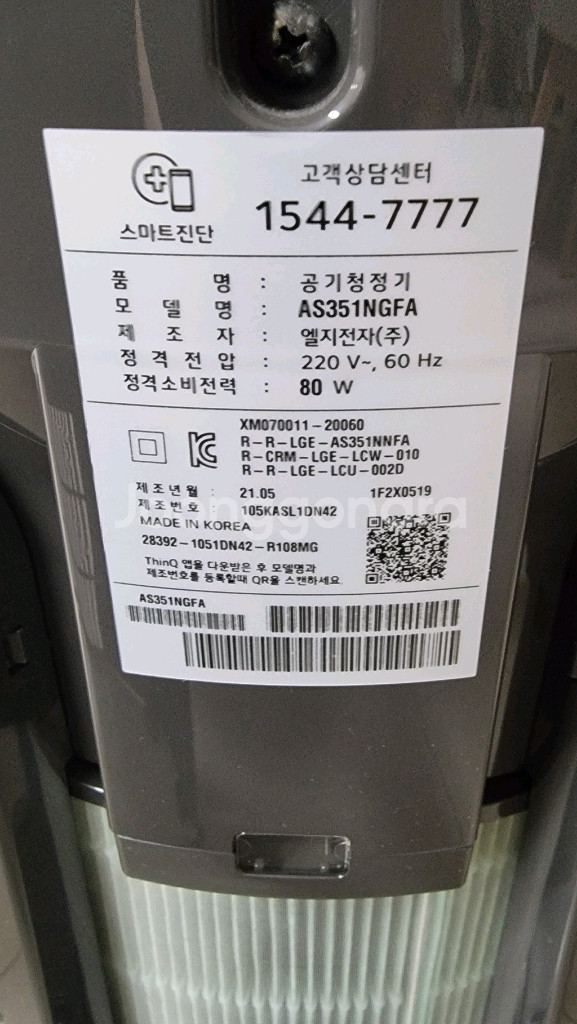 스마트진단
고객상담센터
1544-7777
품 명 : 공기청정기
모 델 명 : AS351NGFA
제 조 자 : 엘지전자(주)
정 격 전 압 : 220 V~, 60 Hz
정격소비전력 : 80 W
XM070011-20060
R-R-LGE-AS351NNFA
R-CRM-LGE-LCW-010
R-R-LGE-LCU-002D
제조년월 : 21.05 1F2X0519
제조번호 : 105KASL1DN42
MADE IN KOREA
28392-1051DN42-R108MG
ThinQ 앱을 다운받은 후 모델명과
제조번호를 등록할때 QR을 스캔하세요.
AS351NGFA
Joonggonara